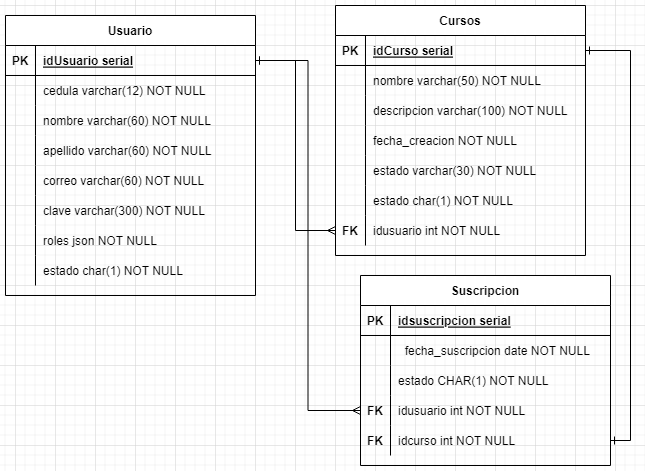 Usuario
PK idUsuario serial
cedula varchar(12) NOT NULL
nombre varchar(60) NOT NULL
apellido varchar(60) NOT NULL
correo varchar(60) NOT NULL
clave varchar(300) NOT NULL
roles json NOT NULL
estado char(1) NOT NULL
Cursos
PK idCurso serial
nombre varchar(50) NOT NULL
descripcion varchar(100) NOT NULL
fecha_creacion NOT NULL
estado varchar(30) NOT NULL
estado char(1) NOT NULL
FK idusuario int NOT NULL
Suscripcion
PK idsuscripcion serial
fecha_suscripcion date NOT NULL
estado CHAR(1) NOT NULL
FK idusuario int NOT NULL
FK idcurso int NOT NULL